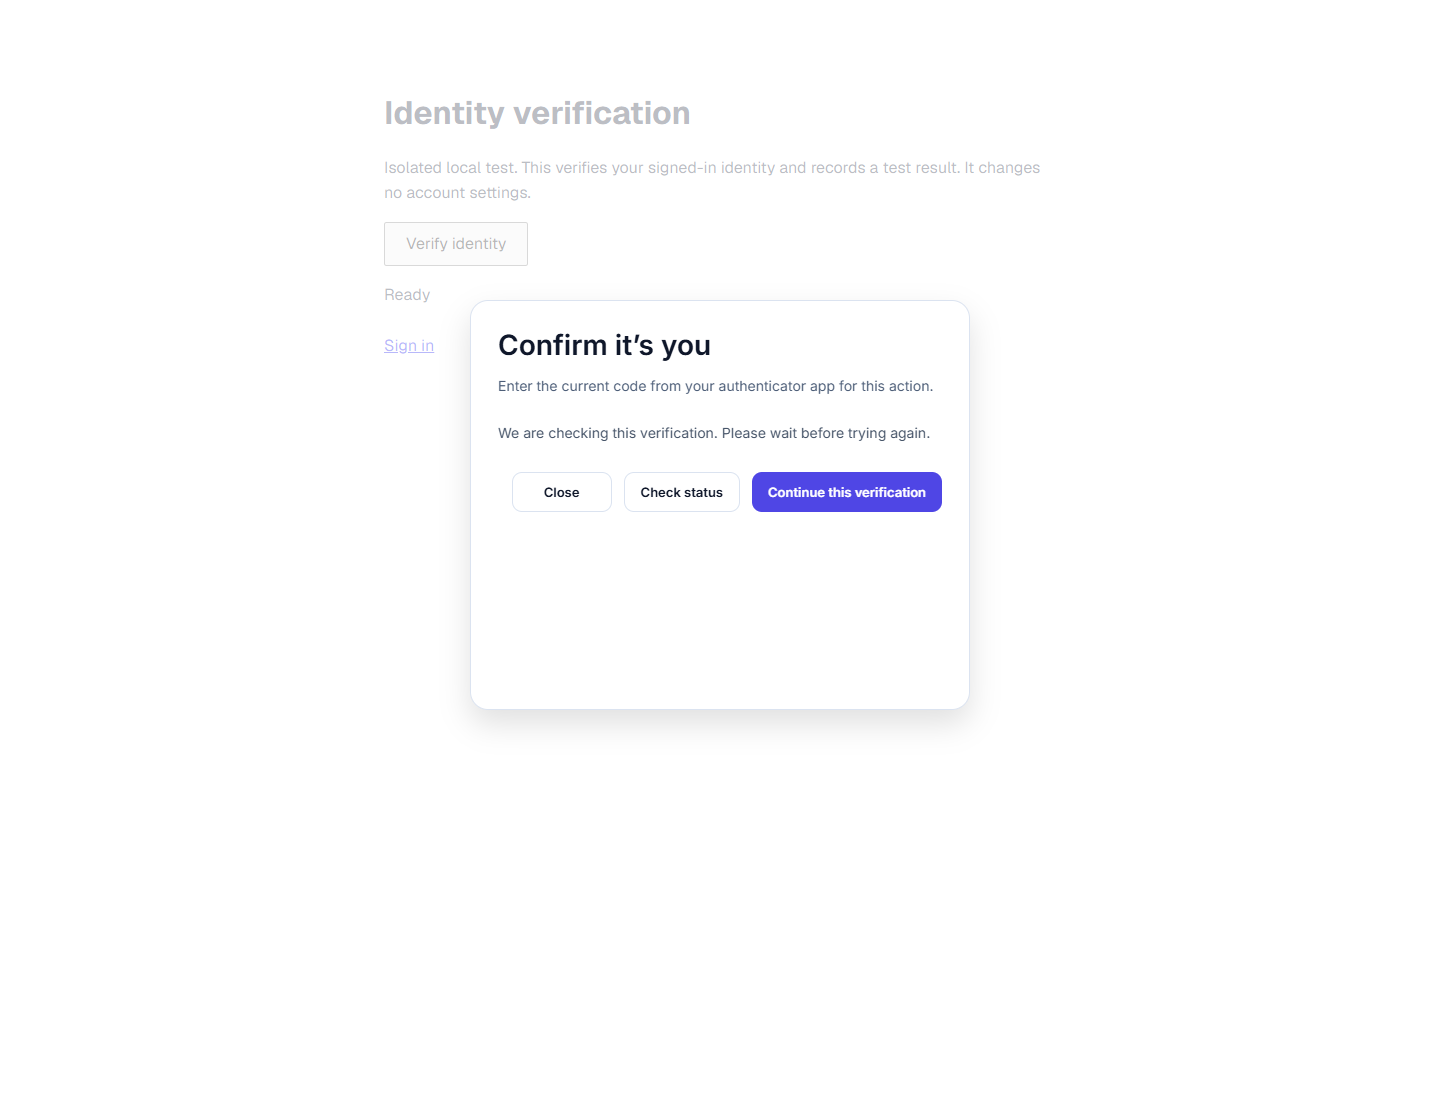 Identity verification
Isolated local test. This verifies your signed-in identity and records a test result. It changes
no account settings.
Verify identity
Ready
Sign in
Confirm it’s you
Enter the current code from your authenticator app for this action.
We are checking this verification. Please wait before trying again.
Close
Check status
Continue this verification